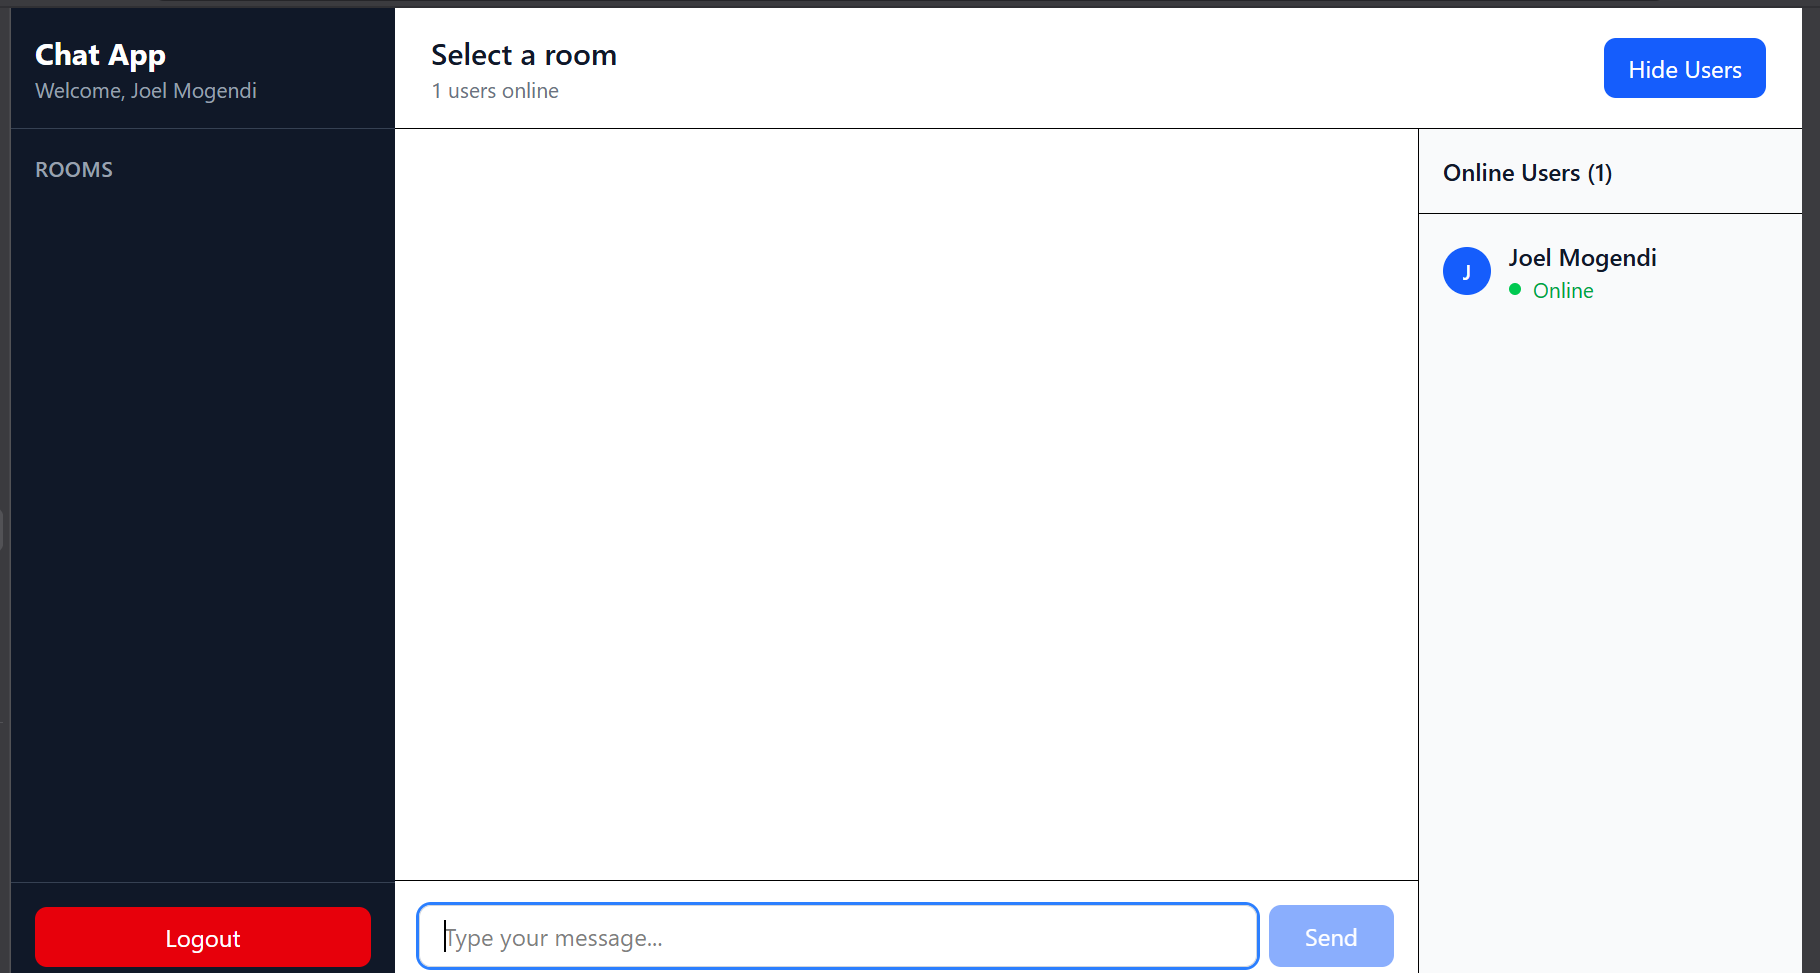 Chat App
Welcome, Joel Mogendi
ROOMS
Logout
Select a room
1 users online
Hide Users
Type your message...
Send
Online Users (1)
J
Joel Mogendi
Online